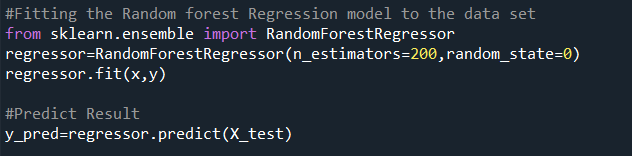 #Fitting the Random forest Regression model to the data set
from sklearn.ensemble import RandomForestRegressor
regressor=RandomForestRegressor(n_estimators=200,random_state=0)
regressor.fit(x,y)
#Predict Result
y_pred=regressor.predict(X_test)